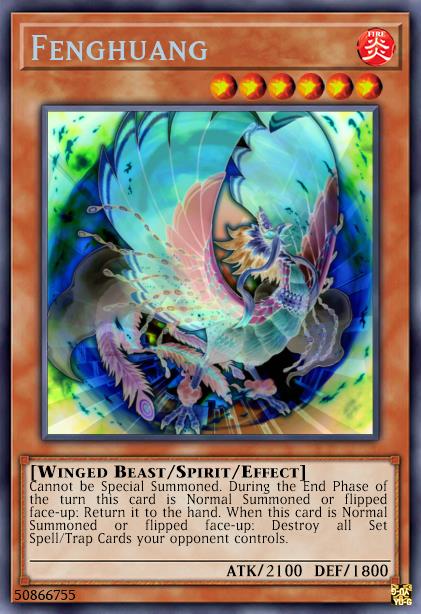 Fenghuang
FIRE
炎
[Winged Beast/Spirit/Effect]
Cannot be Special Summoned. During the End Phase of
the turn this card is Normal Summoned or flipped
face-up: Return it to the hand. When this card is Normal
Summoned or flipped face-up: Destroy all Set
Spell/Trap Cards your opponent controls.
ATK/2100 DEF/1800
50866755